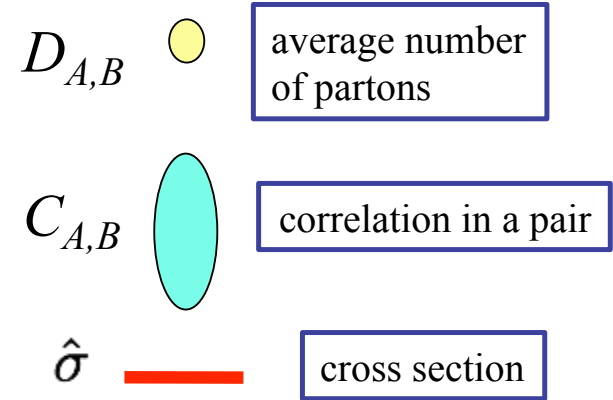 D_{A,B}
average number
of partons
C_{A,B}
correlation in a pair
σ̂
cross section